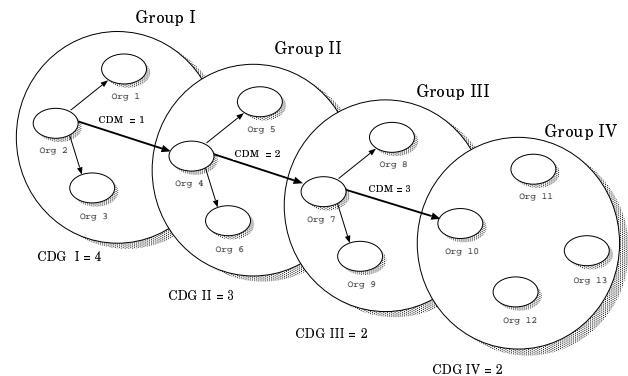 Group I
Group II
Group III
Group IV
Org 1
Org 2
Org 3
CDM = 1
Org 4
Org 5
Org 6
CDM = 2
Org 7
Org 8
Org 9
CDM = 3
Org 10
Org 11
Org 12
Org 13
CDG I = 4
CDG II = 3
CDG III = 2
CDG IV = 2